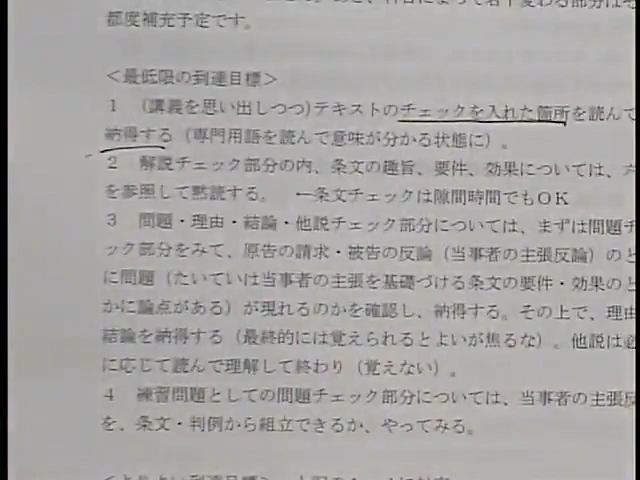 都度補充予定です。
<最低限の到達目標>
1 (講義を思い出しつつ)テキストのチェックを入れた箇所を読んで
納得する（専門用語を読んで意味が分かる状態に）。
2 解説チェック部分の内、条文の趣旨、要件、効果については、六
を参照して黙読する。 ←条文チェックは隙間時間でもOK
3 問題・理由・結論・他説チェック部分については、まずは問題チ
ック部分をみて、原告の請求・被告の反論（当事者の主張反論）のと
に問題（たいていは当事者の主張を基礎づける条文の要件・効果のと
かに論点がある）が現れるのかを確認し、納得する。その上で、理由
結論を納得する（最終的には覚えられるとよいが焦るな）。他説は必
に応じて読んで理解して終わり（覚えない）。
4 練習問題としての問題チェック部分については、当事者の主張反
を、条文・判例から組立できるか、やってみる。